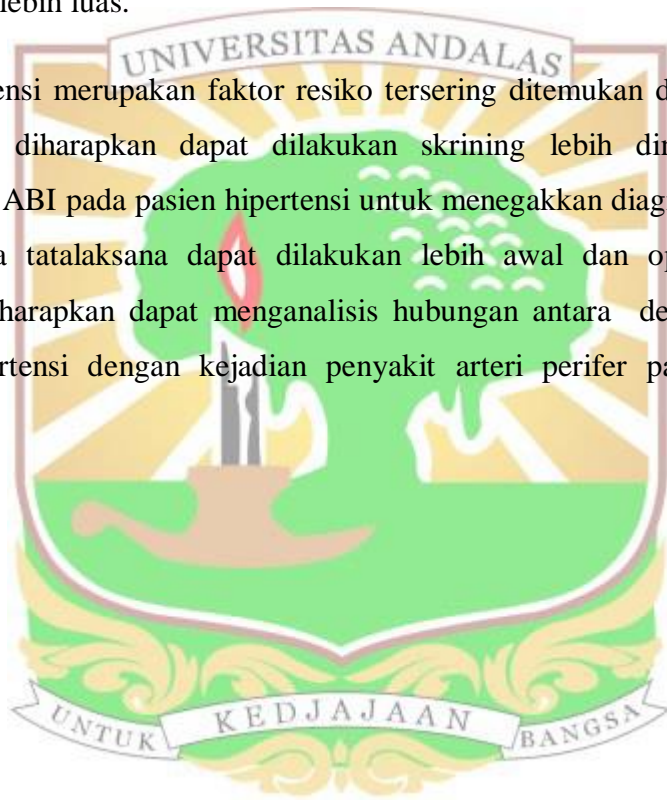 lebih luas.
UNIVERSITAS ANDALAS
ensi merupakan faktor resiko tersering ditemukan d
diharapkan dapat dilakukan skrining lebih din
ABI pada pasien hipertensi untuk menegakkan diag
a tatalaksana dapat dilakukan lebih awal dan op
harapkan dapat menganalisis hubungan antara de
rtensi dengan kejadian penyakit arteri perifer pa
UNTUK KEDJAJAAN BANGSA